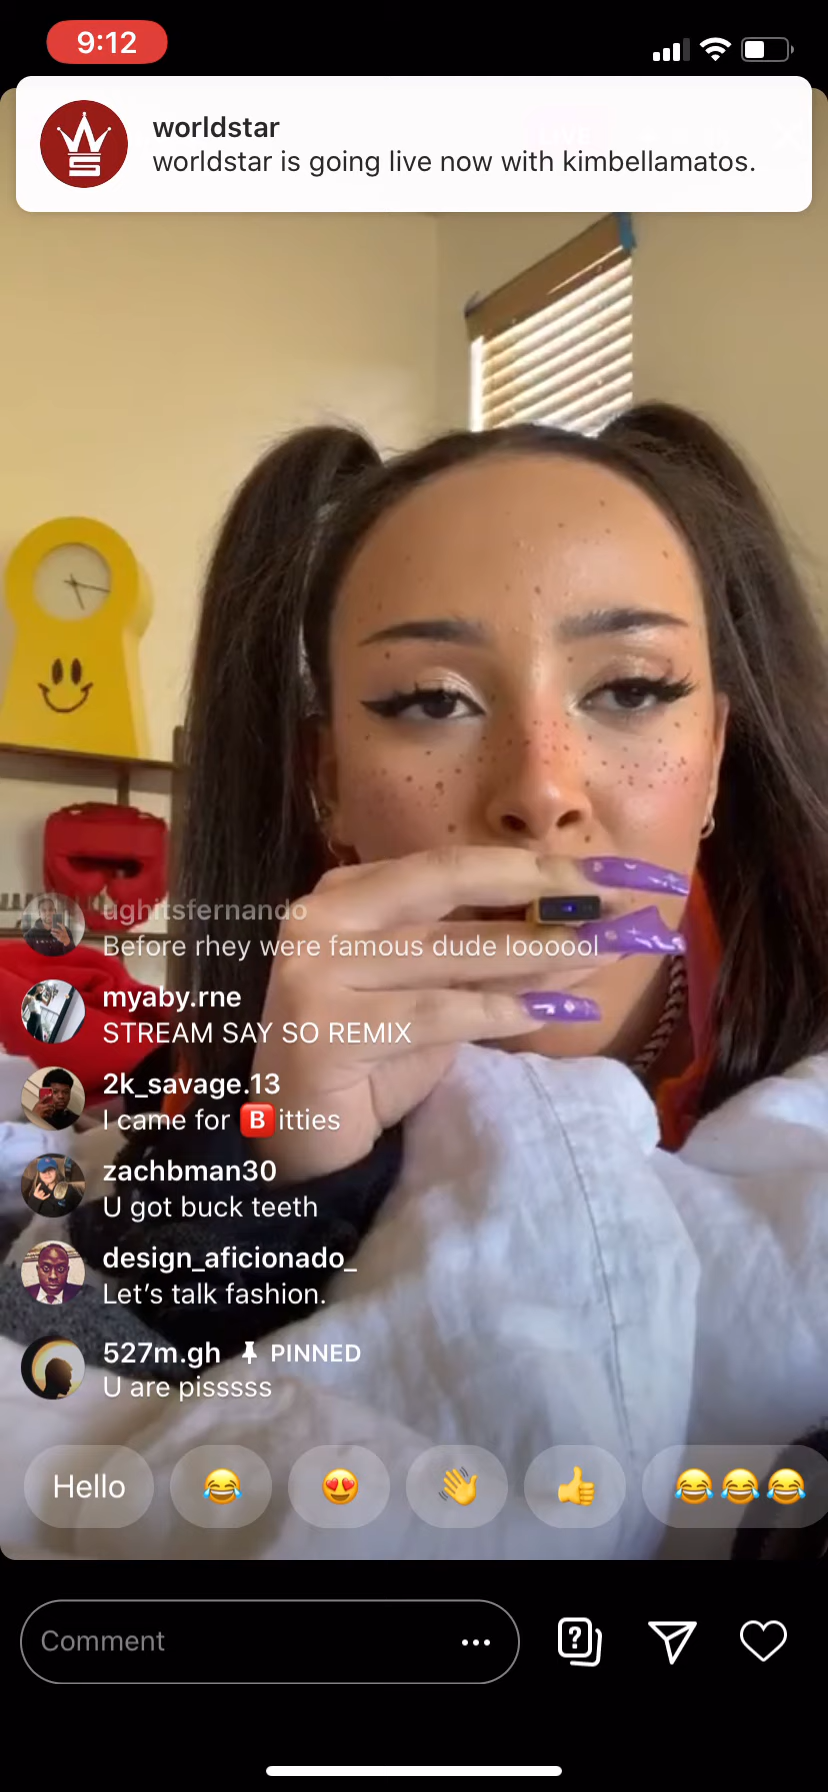 9:12
worldstar
worldstar is going live now with kimbellamatos.
ughitsfernando
Before rhey were famous dude loooool
myaby.rne
STREAM SAY SO REMIX
2k_savage.13
I came for 🅱️itties
zachbman30
U got buck teeth
design_aficionado_
Let's talk fashion.
527m.gh PINNED
U are pisssss
Hello 😂 😍 👋 👍 😂😂😂
Comment